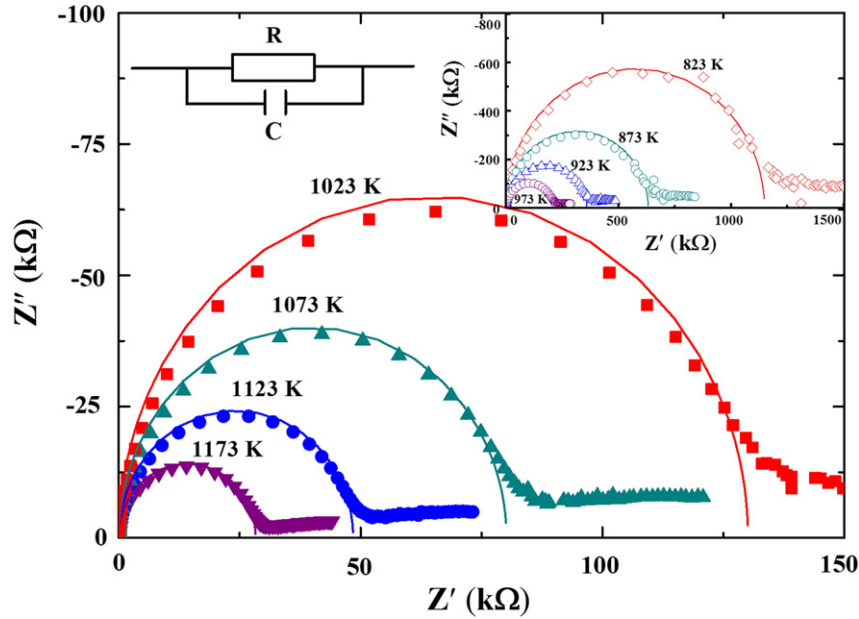 -100
-75
-50
-25
0
Z″ (kΩ)
0
50
100
150
Z′ (kΩ)
R
C
1023 K
1073 K
1123 K
1173 K
-800
-600
-400
-200
0
Z″ (kΩ)
0
500
1000
1500
Z′ (kΩ)
823 K
873 K
923 K
973 K